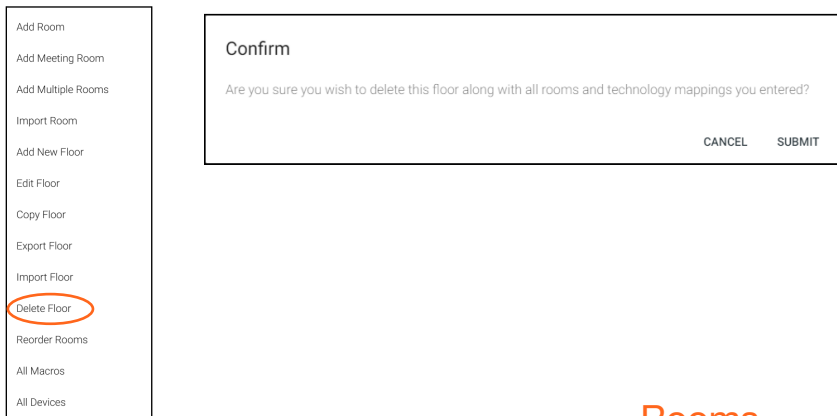 Add Room
Add Meeting Room
Add Multiple Rooms
Import Room
Add New Floor
Edit Floor
Copy Floor
Export Floor
Import Floor
Delete Floor
Reorder Rooms
All Macros
All Devices
Confirm
Are you sure you wish to delete this floor along with all rooms and technology mappings you entered?
CANCEL SUBMIT
Rooms